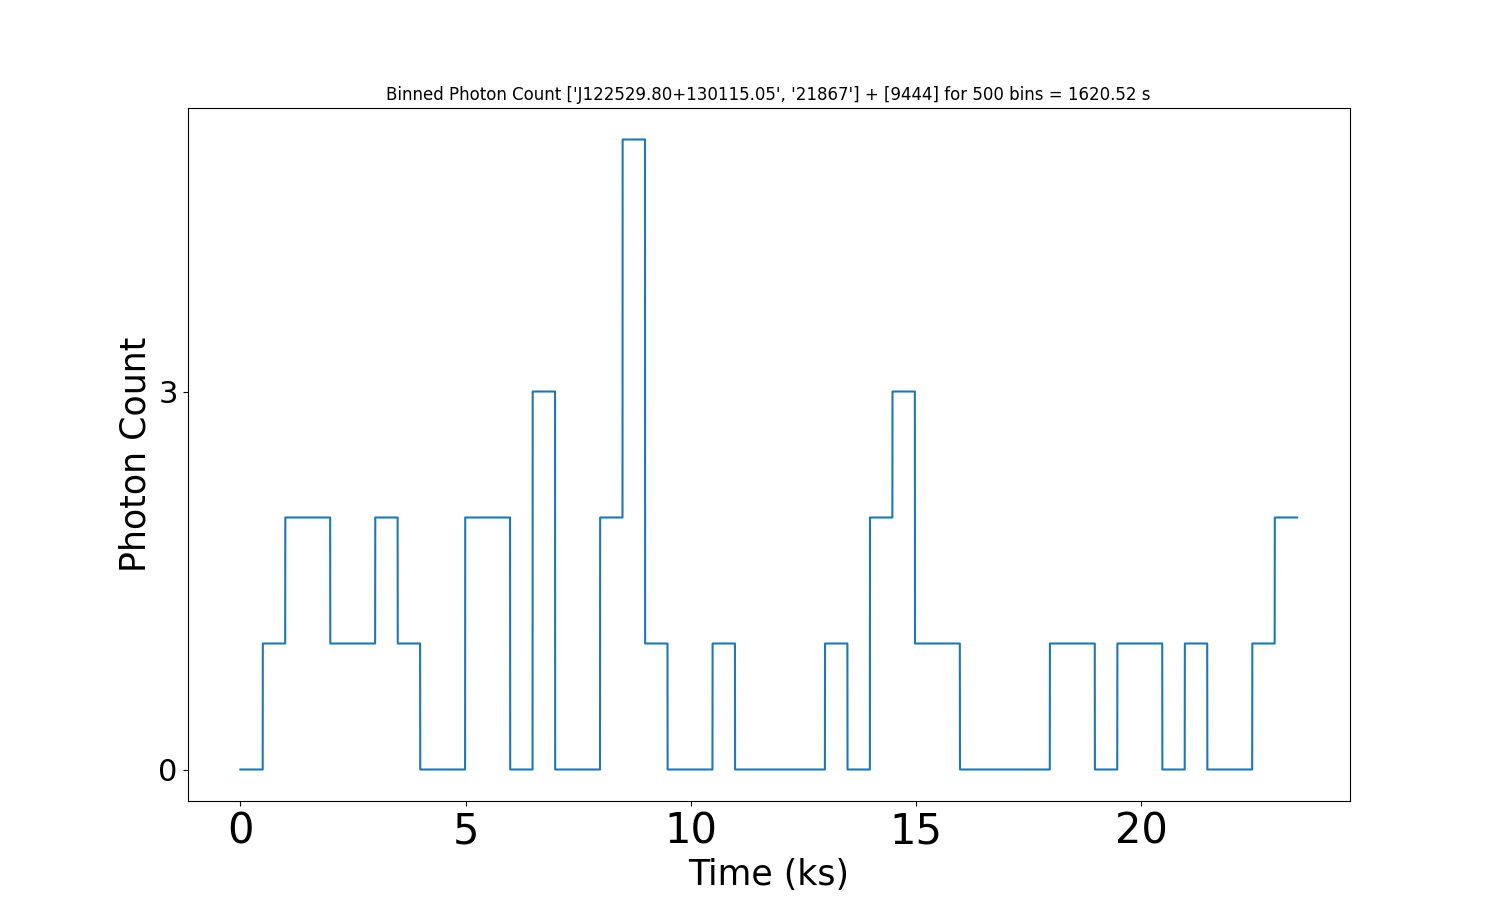 Binned Photon Count ['J122529.80+130115.05', '21867'] + [9444] for 500 bins = 1620.52 s
Photon Count
3
0
0 5 10 15 20
Time (ks)